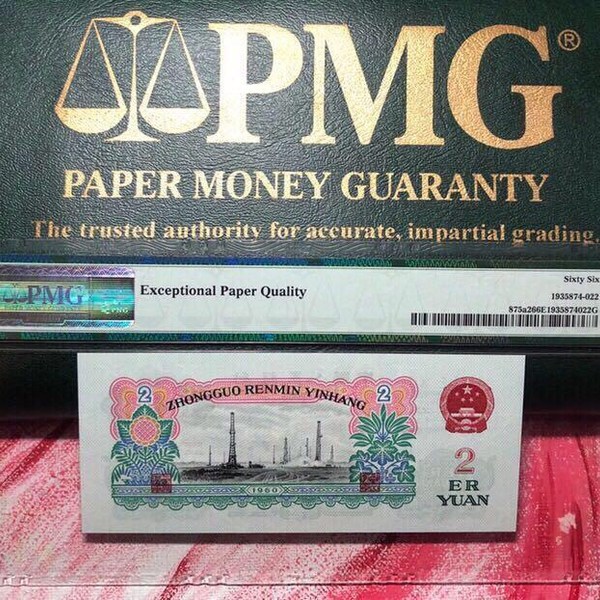 PMG®
PAPER MONEY GUARANTY
The trusted authority for accurate, impartial grading.
PMG
Exceptional Paper Quality
Sixty Six
1935874-022
875a266E1935874022G
2 2
ZHONGGUO RENMIN YINHANG
1960
2
ER
YUAN